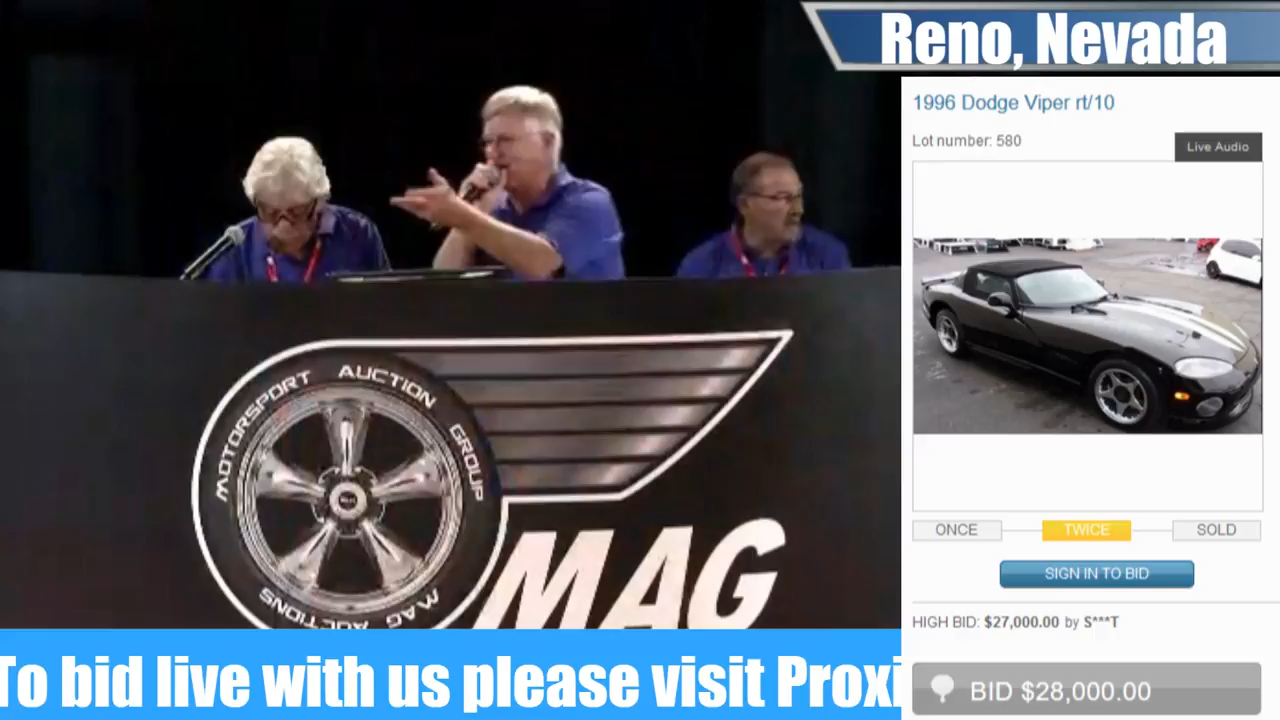 Reno, Nevada
1996 Dodge Viper rt/10
Lot number: 580
Live Audio
MOTORSPORT AUCTION GROUP
MAG AUCTIONS
MAG
ONCE
TWICE
SOLD
SIGN IN TO BID
HIGH BID: $27,000.00 by S***T
BID $28,000.00
To bid live with us please visit Proxi